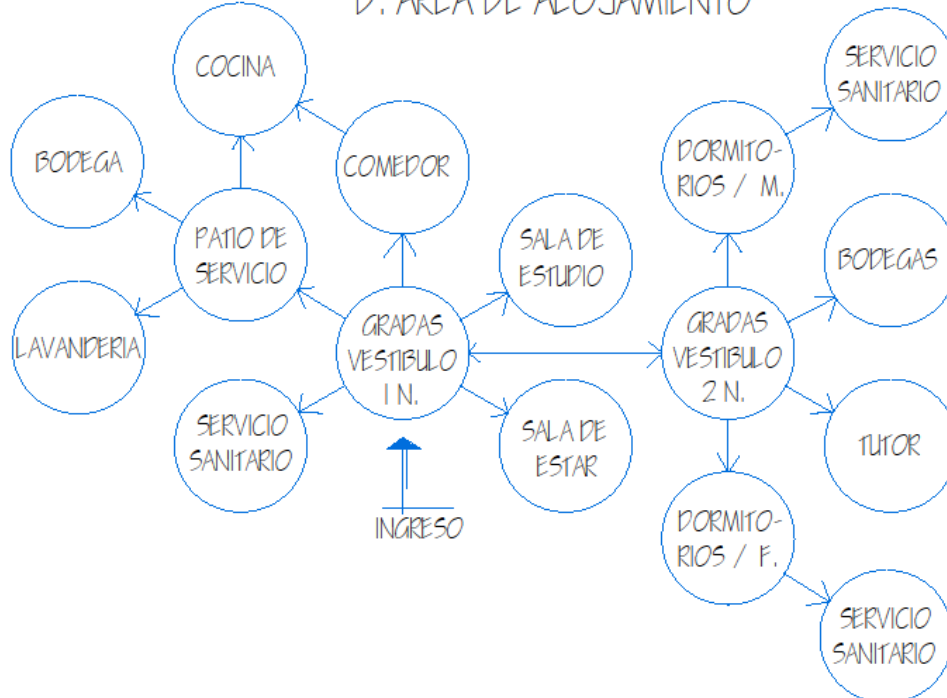 D. AREA DE ALOJAMIENTO
COCINA
SERVICIO
SANITARIO
BODEGA
COMEDOR
DORMITO-
RIOS / M.
PATIO DE
SERVICIO
SALA DE
ESTUDIO
BODEGAS
LAVANDERIA
GRADAS
VESTIBULO
1 N.
GRADAS
VESTIBULO
2 N.
SERVICIO
SANITARIO
SALA DE
ESTAR
TUTOR
INGRESO
DORMITO-
RIOS / F.
SERVICIO
SANITARIO